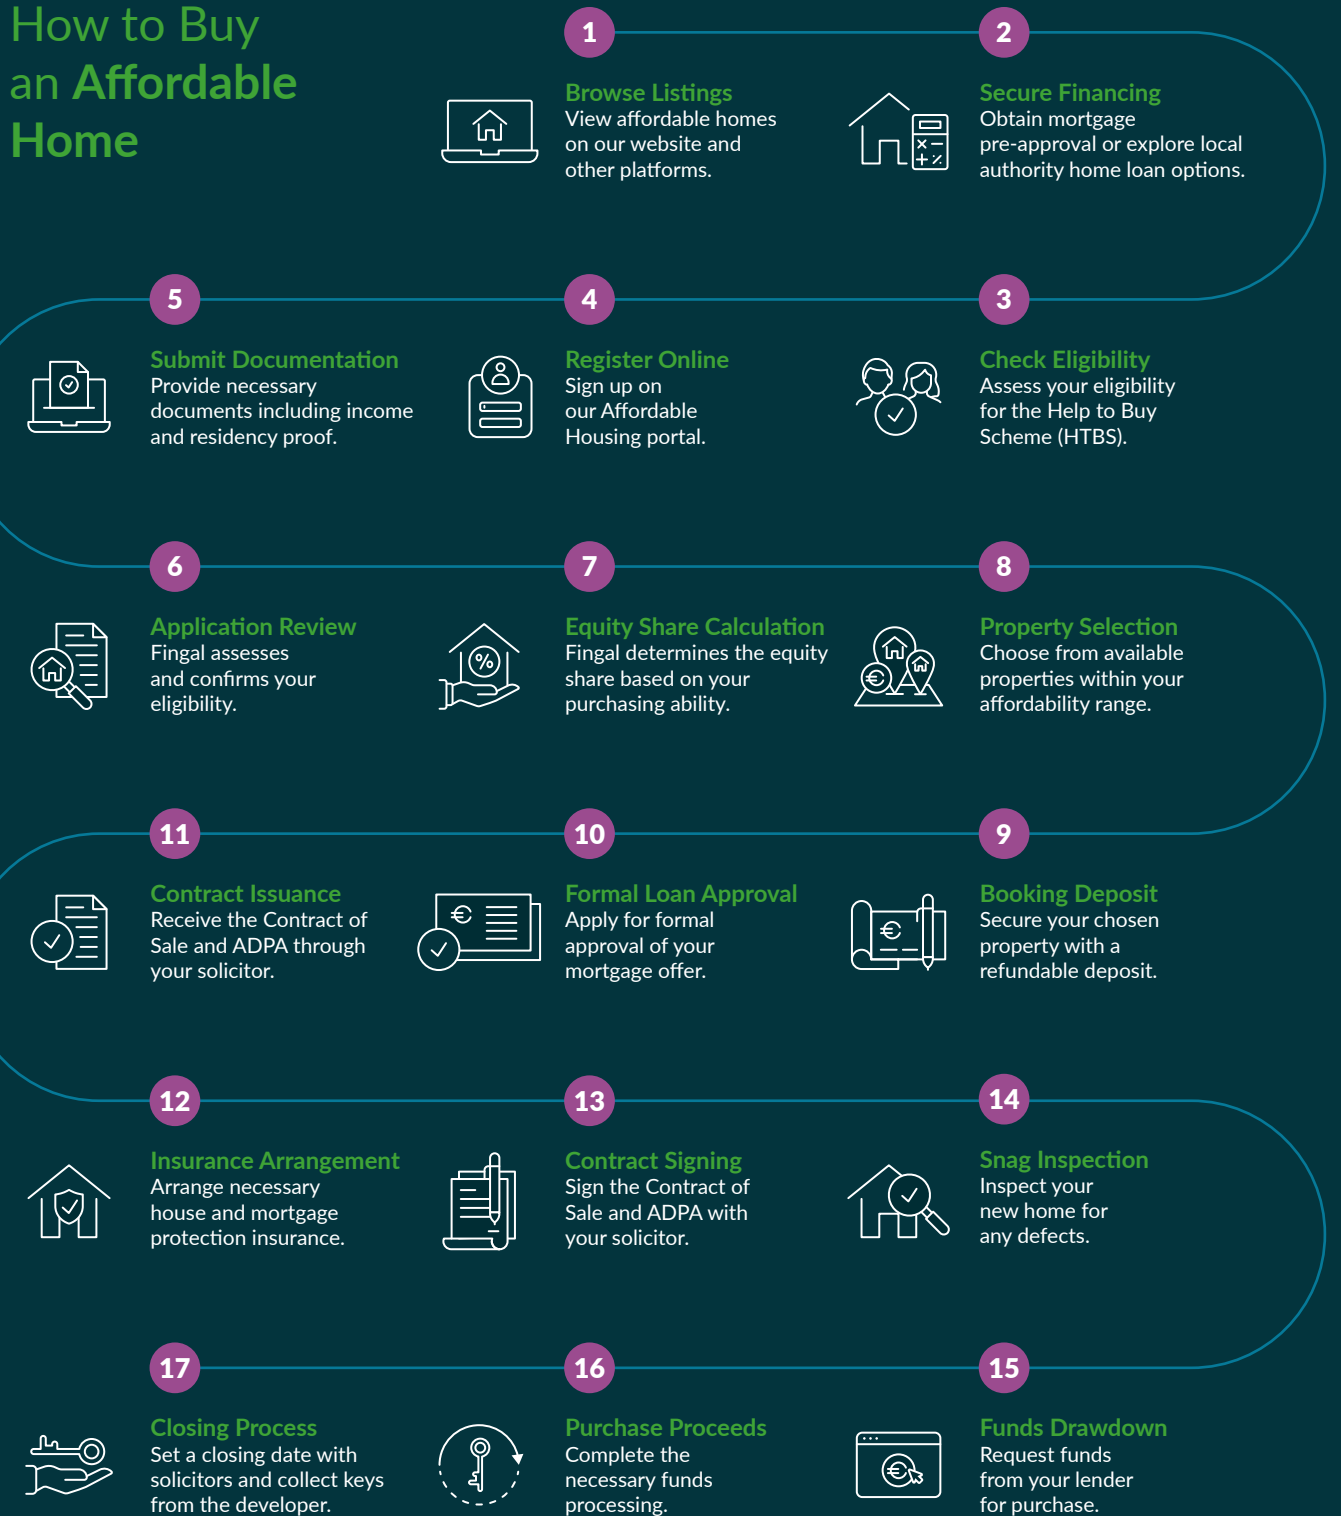 How to Buy
an Affordable
Home
1
Browse Listings
View affordable homes
on our website and
other platforms.
2
Secure Financing
Obtain mortgage
pre-approval or explore local
authority home loan options.
3
Check Eligibility
Assess your eligibility
for the Help to Buy
Scheme (HTBS).
4
Register Online
Sign up on
our Affordable
Housing portal.
5
Submit Documentation
Provide necessary
documents including income
and residency proof.
6
Application Review
Fingal assesses
and confirms your
eligibility.
7
Equity Share Calculation
Fingal determines the equity
share based on your
purchasing ability.
8
Property Selection
Choose from available
properties within your
affordability range.
9
Booking Deposit
Secure your chosen
property with a
refundable deposit.
10
Formal Loan Approval
Apply for formal
approval of your
mortgage offer.
11
Contract Issuance
Receive the Contract of
Sale and ADPA through
your solicitor.
12
Insurance Arrangement
Arrange necessary
house and mortgage
protection insurance.
13
Contract Signing
Sign the Contract of
Sale and ADPA with
your solicitor.
14
Snag Inspection
Inspect your
new home for
any defects.
15
Funds Drawdown
Request funds
from your lender
for purchase.
16
Purchase Proceeds
Complete the
necessary funds
processing.
17
Closing Process
Set a closing date with
solicitors and collect keys
from the developer.